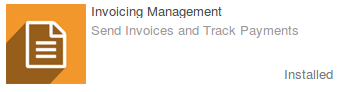 Invoicing Management
Send Invoices and Track Payments
Installed